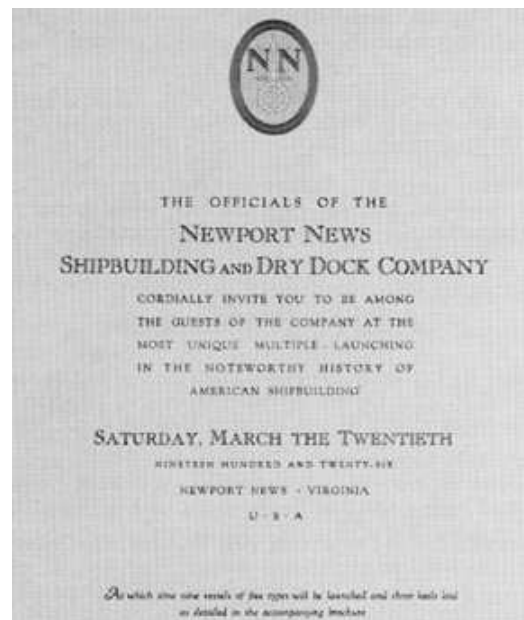 NN
THE OFFICIALS OF THE
NEWPORT NEWS
SHIPBUILDING AND DRY DOCK COMPANY
CORDIALLY INVITE YOU TO BE AMONG
THE GUESTS OF THE COMPANY AT THE
MOST UNIQUE MULTIPLE LAUNCHING
IN THE NOTEWORTHY HISTORY OF
AMERICAN SHIPBUILDING
SATURDAY, MARCH THE TWENTIETH
NINETEEN HUNDRED AND TWENTY-SIX
NEWPORT NEWS - VIRGINIA
U · S · A
At which time nine vessels of five types will be launched and three keels laid
as detailed in the accompanying brochure